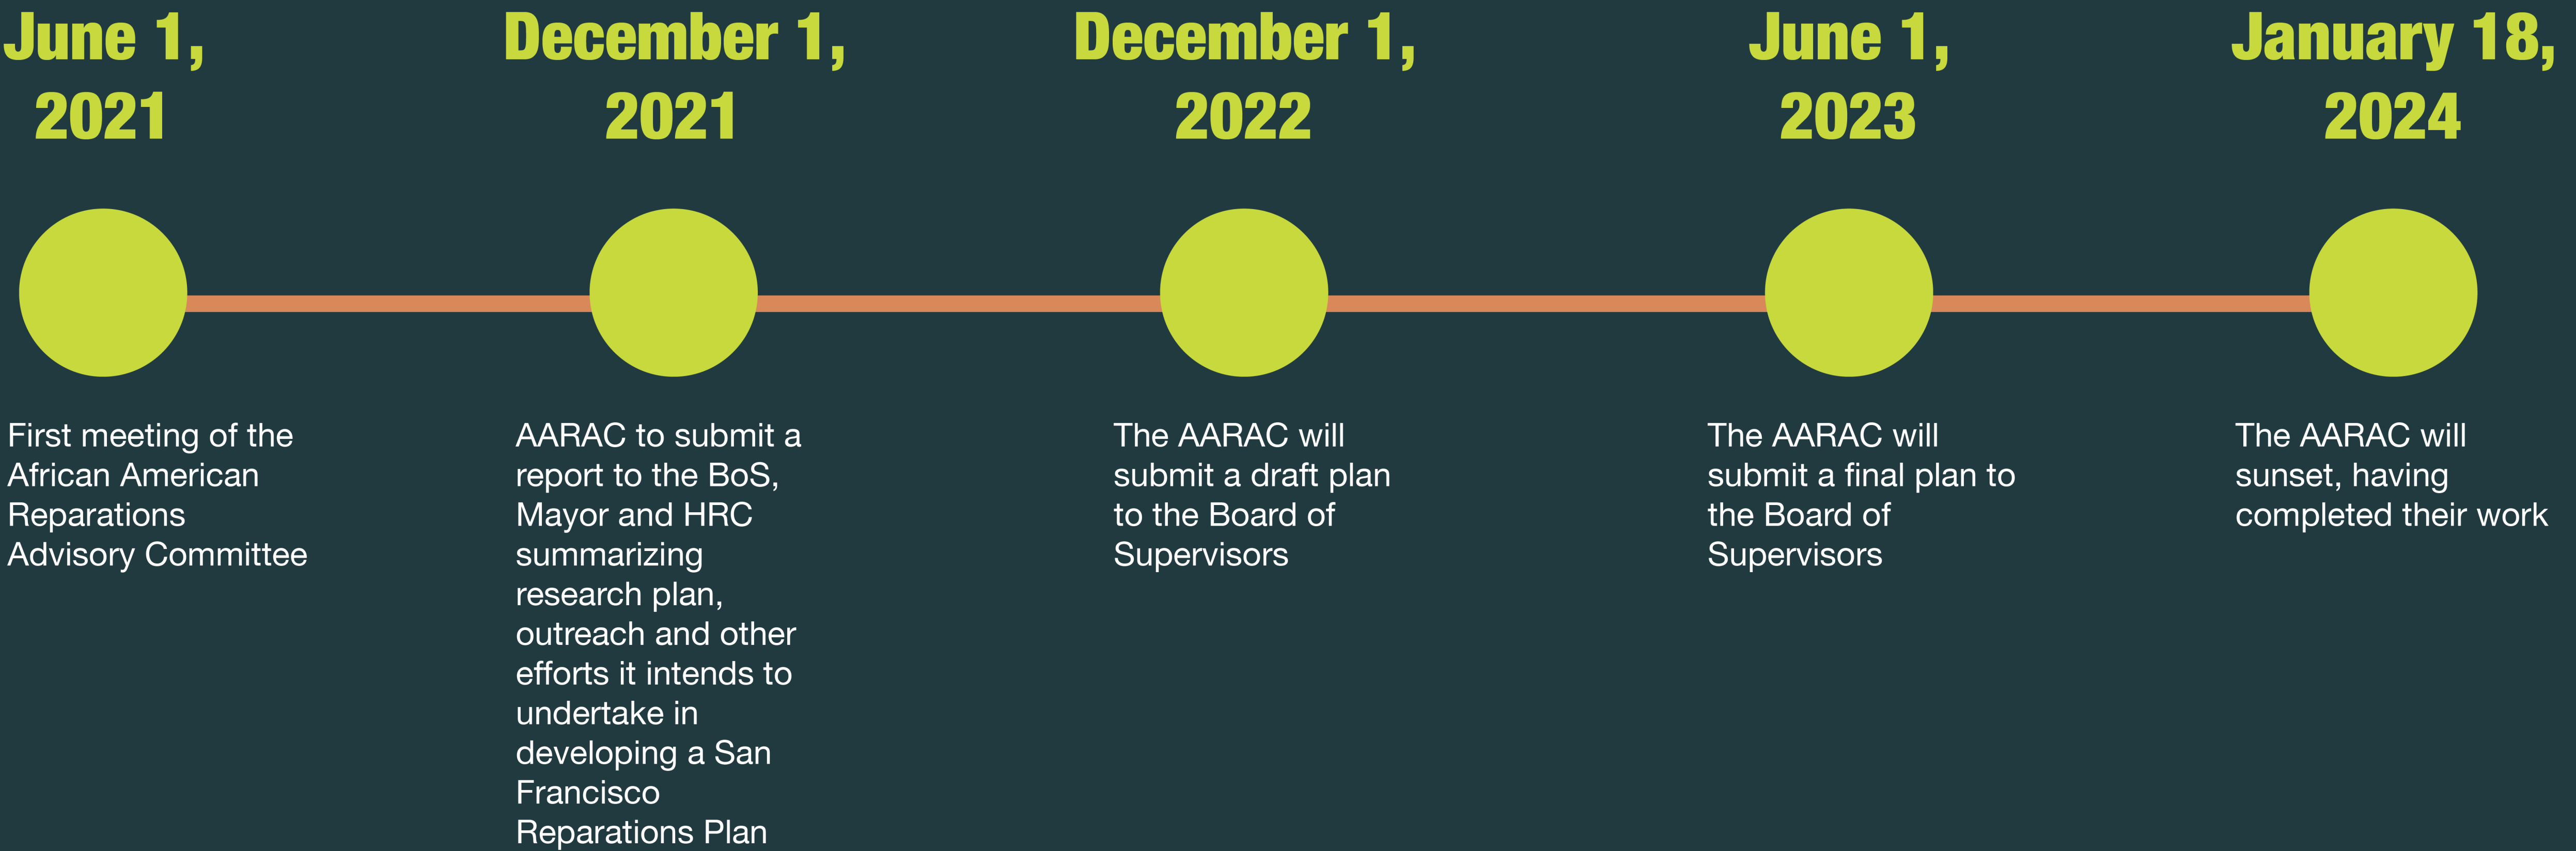 June 1,
2021
First meeting of the
African American
Reparations
Advisory Committee
December 1,
2021
AARAC to submit a
report to the BoS,
Mayor and HRC
summarizing
research plan,
outreach and other
efforts it intends to
undertake in
developing a San
Francisco
Reparations Plan
December 1,
2022
The AARAC will
submit a draft plan
to the Board of
Supervisors
June 1,
2023
The AARAC will
submit a final plan to
the Board of
Supervisors
January 18,
2024
The AARAC will
sunset, having
completed their work